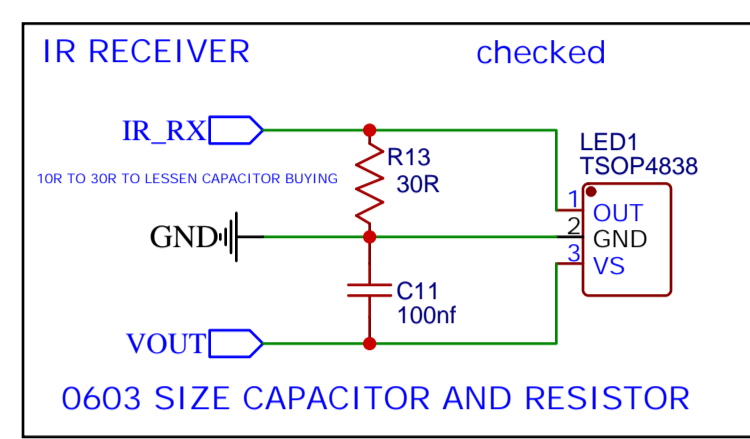 IR RECEIVER
checked
IR_RX
LED1
TSOP4838
R13
30R
10R TO 30R TO LESSEN CAPACITOR BUYING
1
OUT
GND
2
GND
3
VS
C11
100nf
VOUT
0603 SIZE CAPACITOR AND RESISTOR